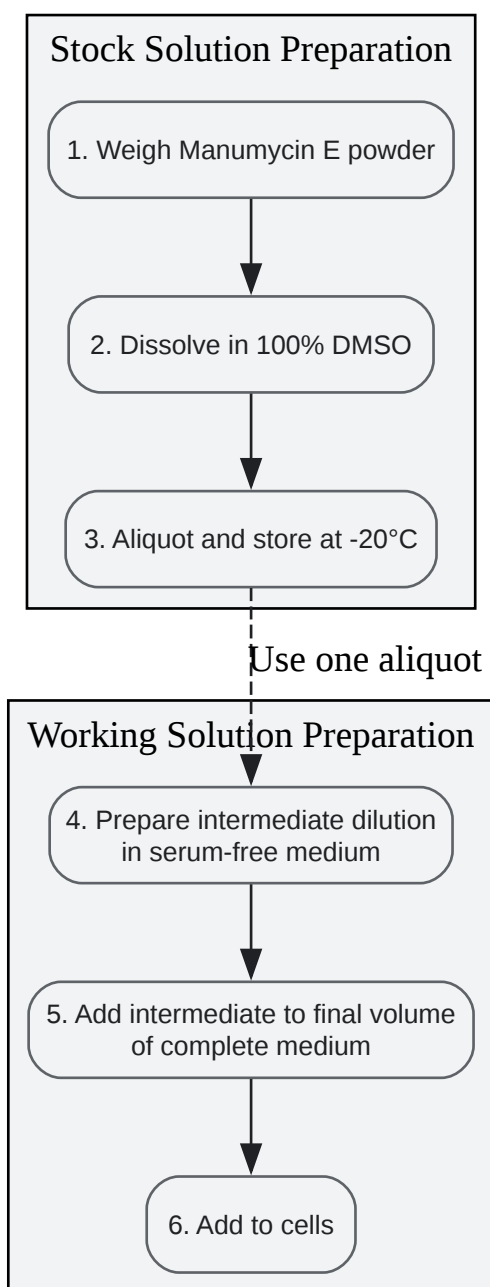 Stock Solution Preparation
1. Weigh Manumycin E powder
2. Dissolve in 100% DMSO
3. Aliquot and store at -20°C
Use one aliquot
Working Solution Preparation
4. Prepare intermediate dilution
in serum-free medium
5. Add intermediate to final volume
of complete medium
6. Add to cells